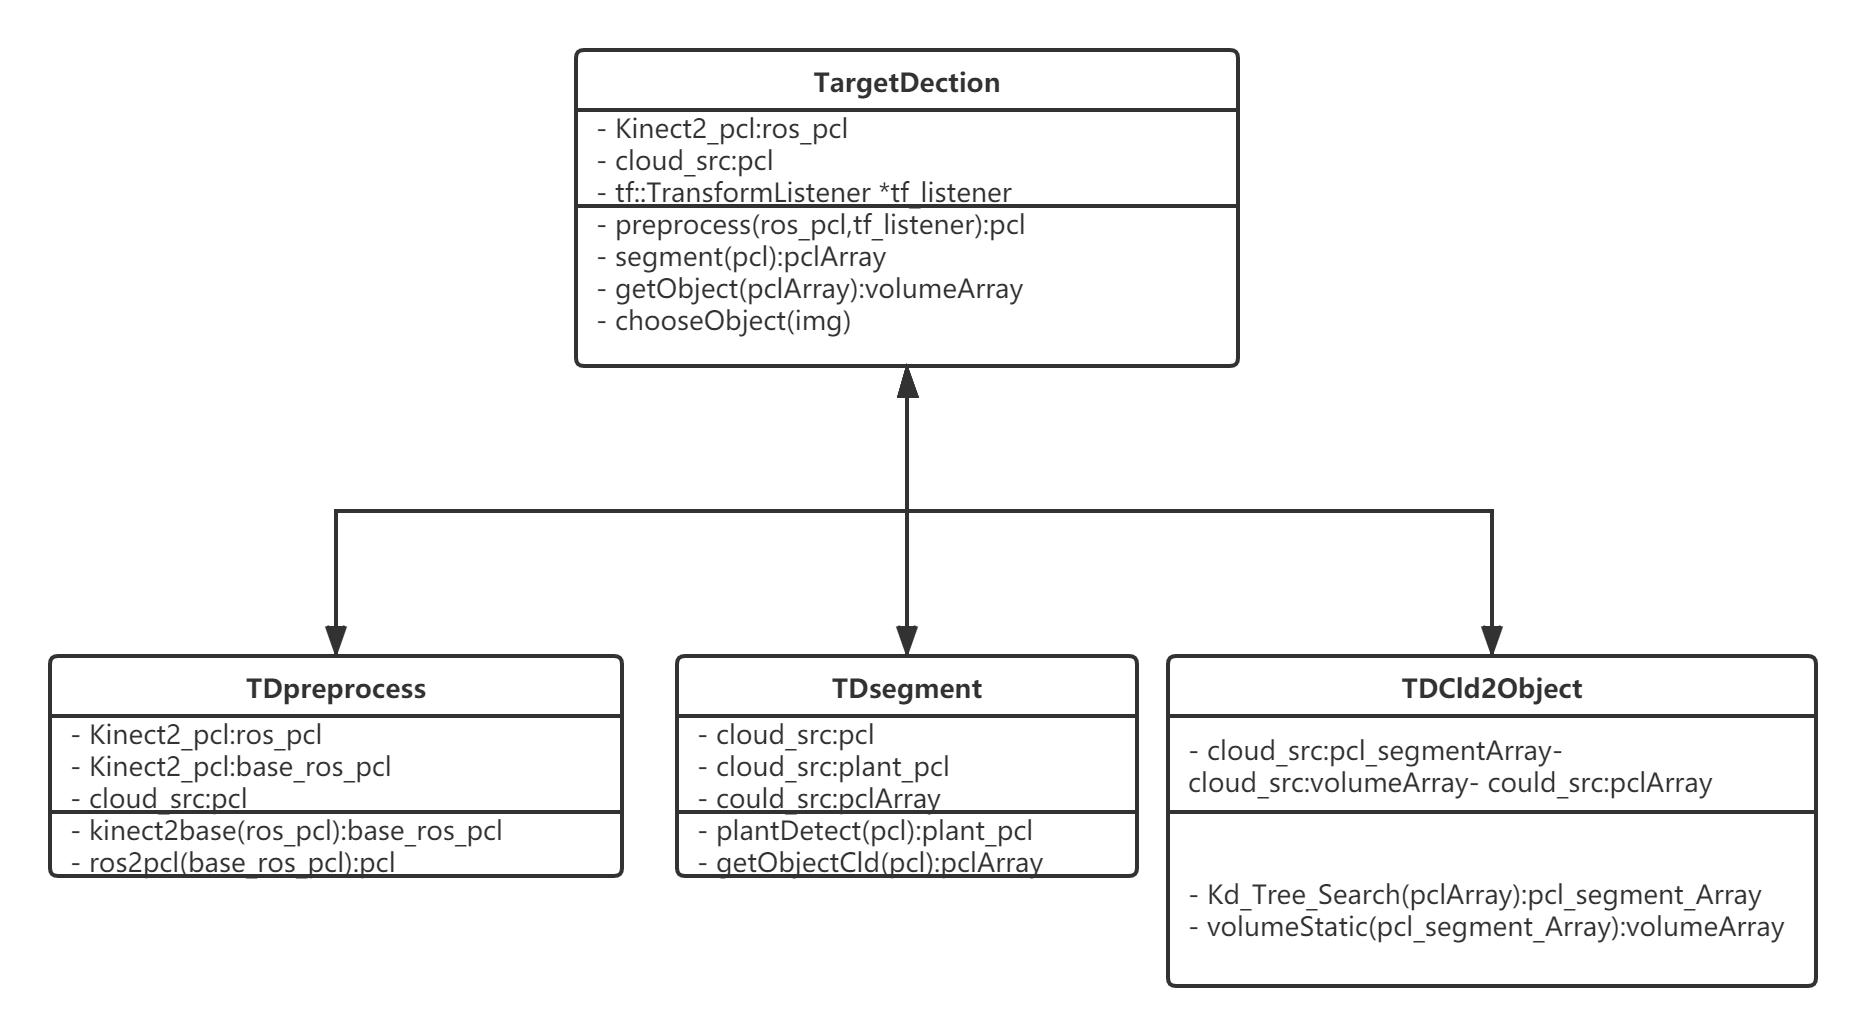 TargetDection
- Kinect2_pcl:ros_pcl
- cloud_src:pcl
- tf::TransformListener *tf_listener
- preprocess(ros_pcl,tf_listener):pcl
- segment(pcl):pclArray
- getObject(pclArray):volumeArray
- chooseObject(img)
TDpreprocess
- Kinect2_pcl:ros_pcl
- Kinect2_pcl:base_ros_pcl
- cloud_src:pcl
- kinect2base(ros_pcl):base_ros_pcl
- ros2pcl(base_ros_pcl):pcl
TDsegment
- cloud_src:pcl
- cloud_src:plant_pcl
- could_src:pclArray
- plantDetect(pcl):plant_pcl
- getObjectCld(pcl):pclArray
TDCld2Object
- cloud_src:pcl_segmentArray-
cloud_src:volumeArray- could_src:pclArray
- Kd_Tree_Search(pclArray):pcl_segment_Array
- volumeStatic(pcl_segment_Array):volumeArray